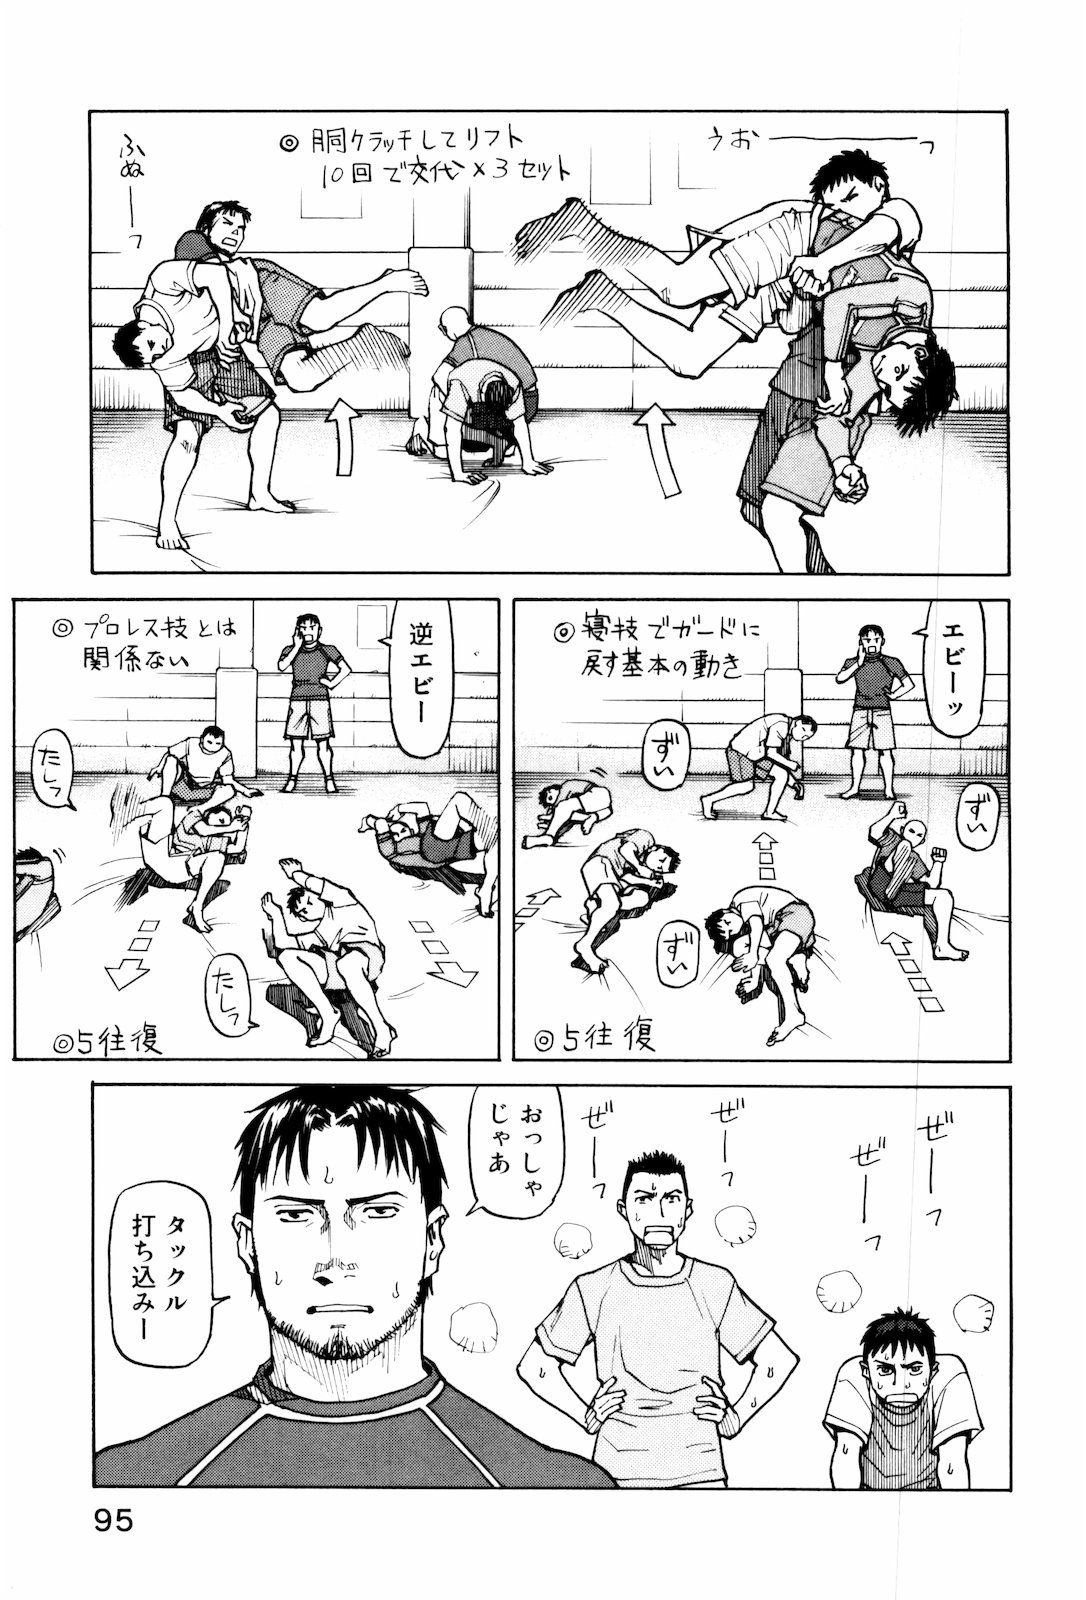 うおーーーっ
◎胴クラッチしてリフト
10回で交代×3セット
ふぬーーっ
エビーッ
◎寝技でガードに
戻す基本の動き
ずい
ずい
ずい
◎5往復
逆エビー
◎プロレス技とは
関係ない
たしっ
たしっ
◎5往復
ぜーっ
ぜーっ
ぜーっ
ぜーっ
おっしゃ
じゃあ
タックル
打ち込みー
95